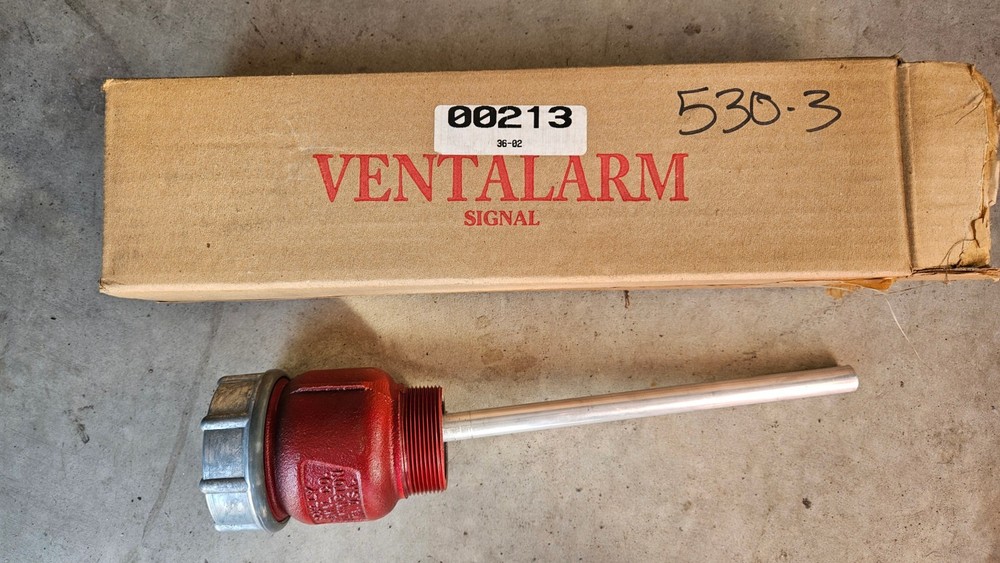 00213
36-02
530-3
VENTALARM
SIGNAL